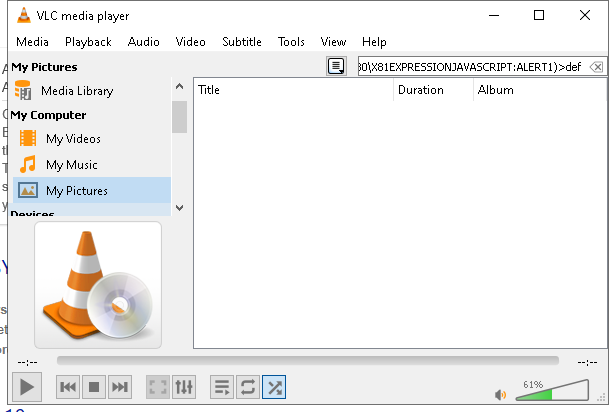 VLC media player
Media Playback Audio Video Subtitle Tools View Help
My Pictures
30\X81EXPRESSIONJAVASCRIPT:ALERT1)>def
Media Library
My Computer
My Videos
My Music
My Pictures
Devices
Title Duration Album
--:--
--:--
61%